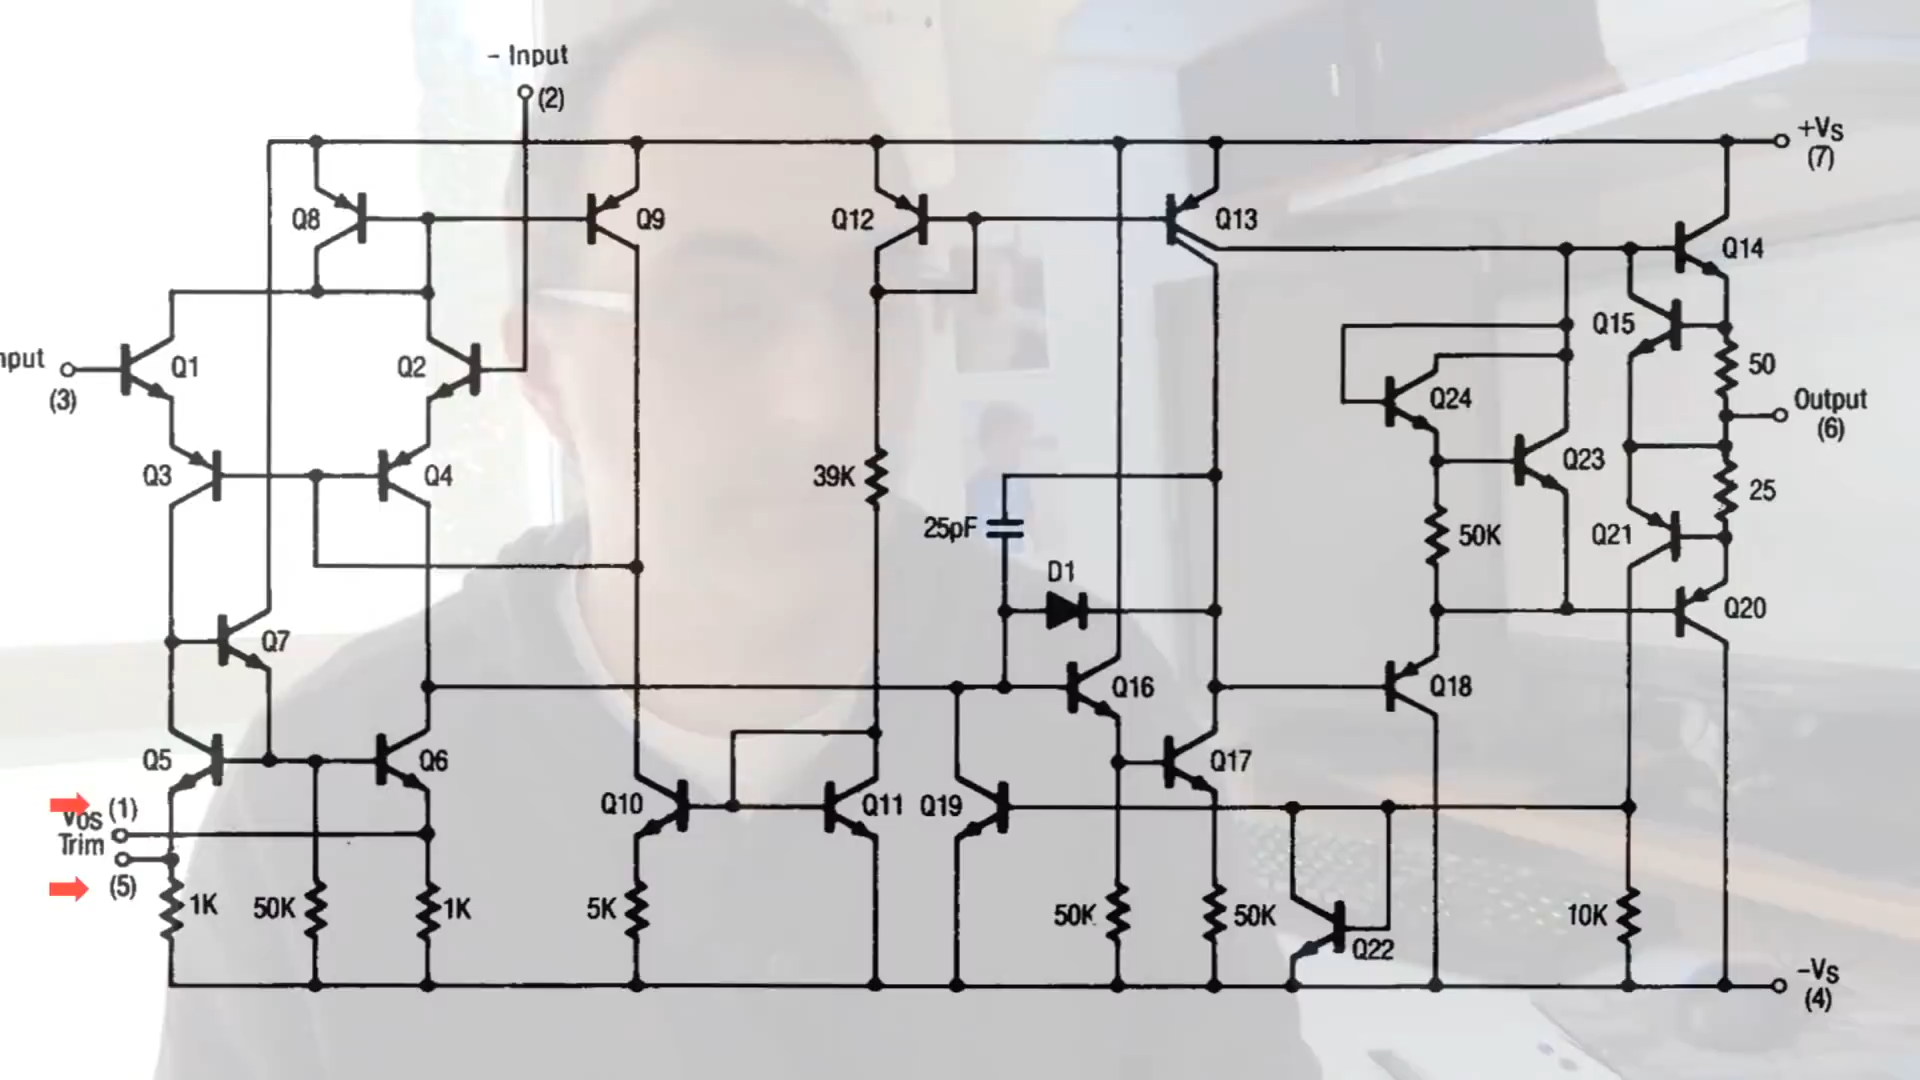 - Input
(2)
+Vs
(7)
Q8
Q9
Q12
Q13
Q14
Q15
nput
(3)
Q1
Q2
50
Output
(6)
Q24
Q3
Q4
39K
Q23
25
25pF
50K
Q21
D1
Q7
Q20
Q16
Q18
Q5
Q6
Q17
(1)
Vos
Trim
(5)
Q10
Q11
Q19
1K
50K
1K
5K
50K
50K
Q22
10K
-Vs
(4)